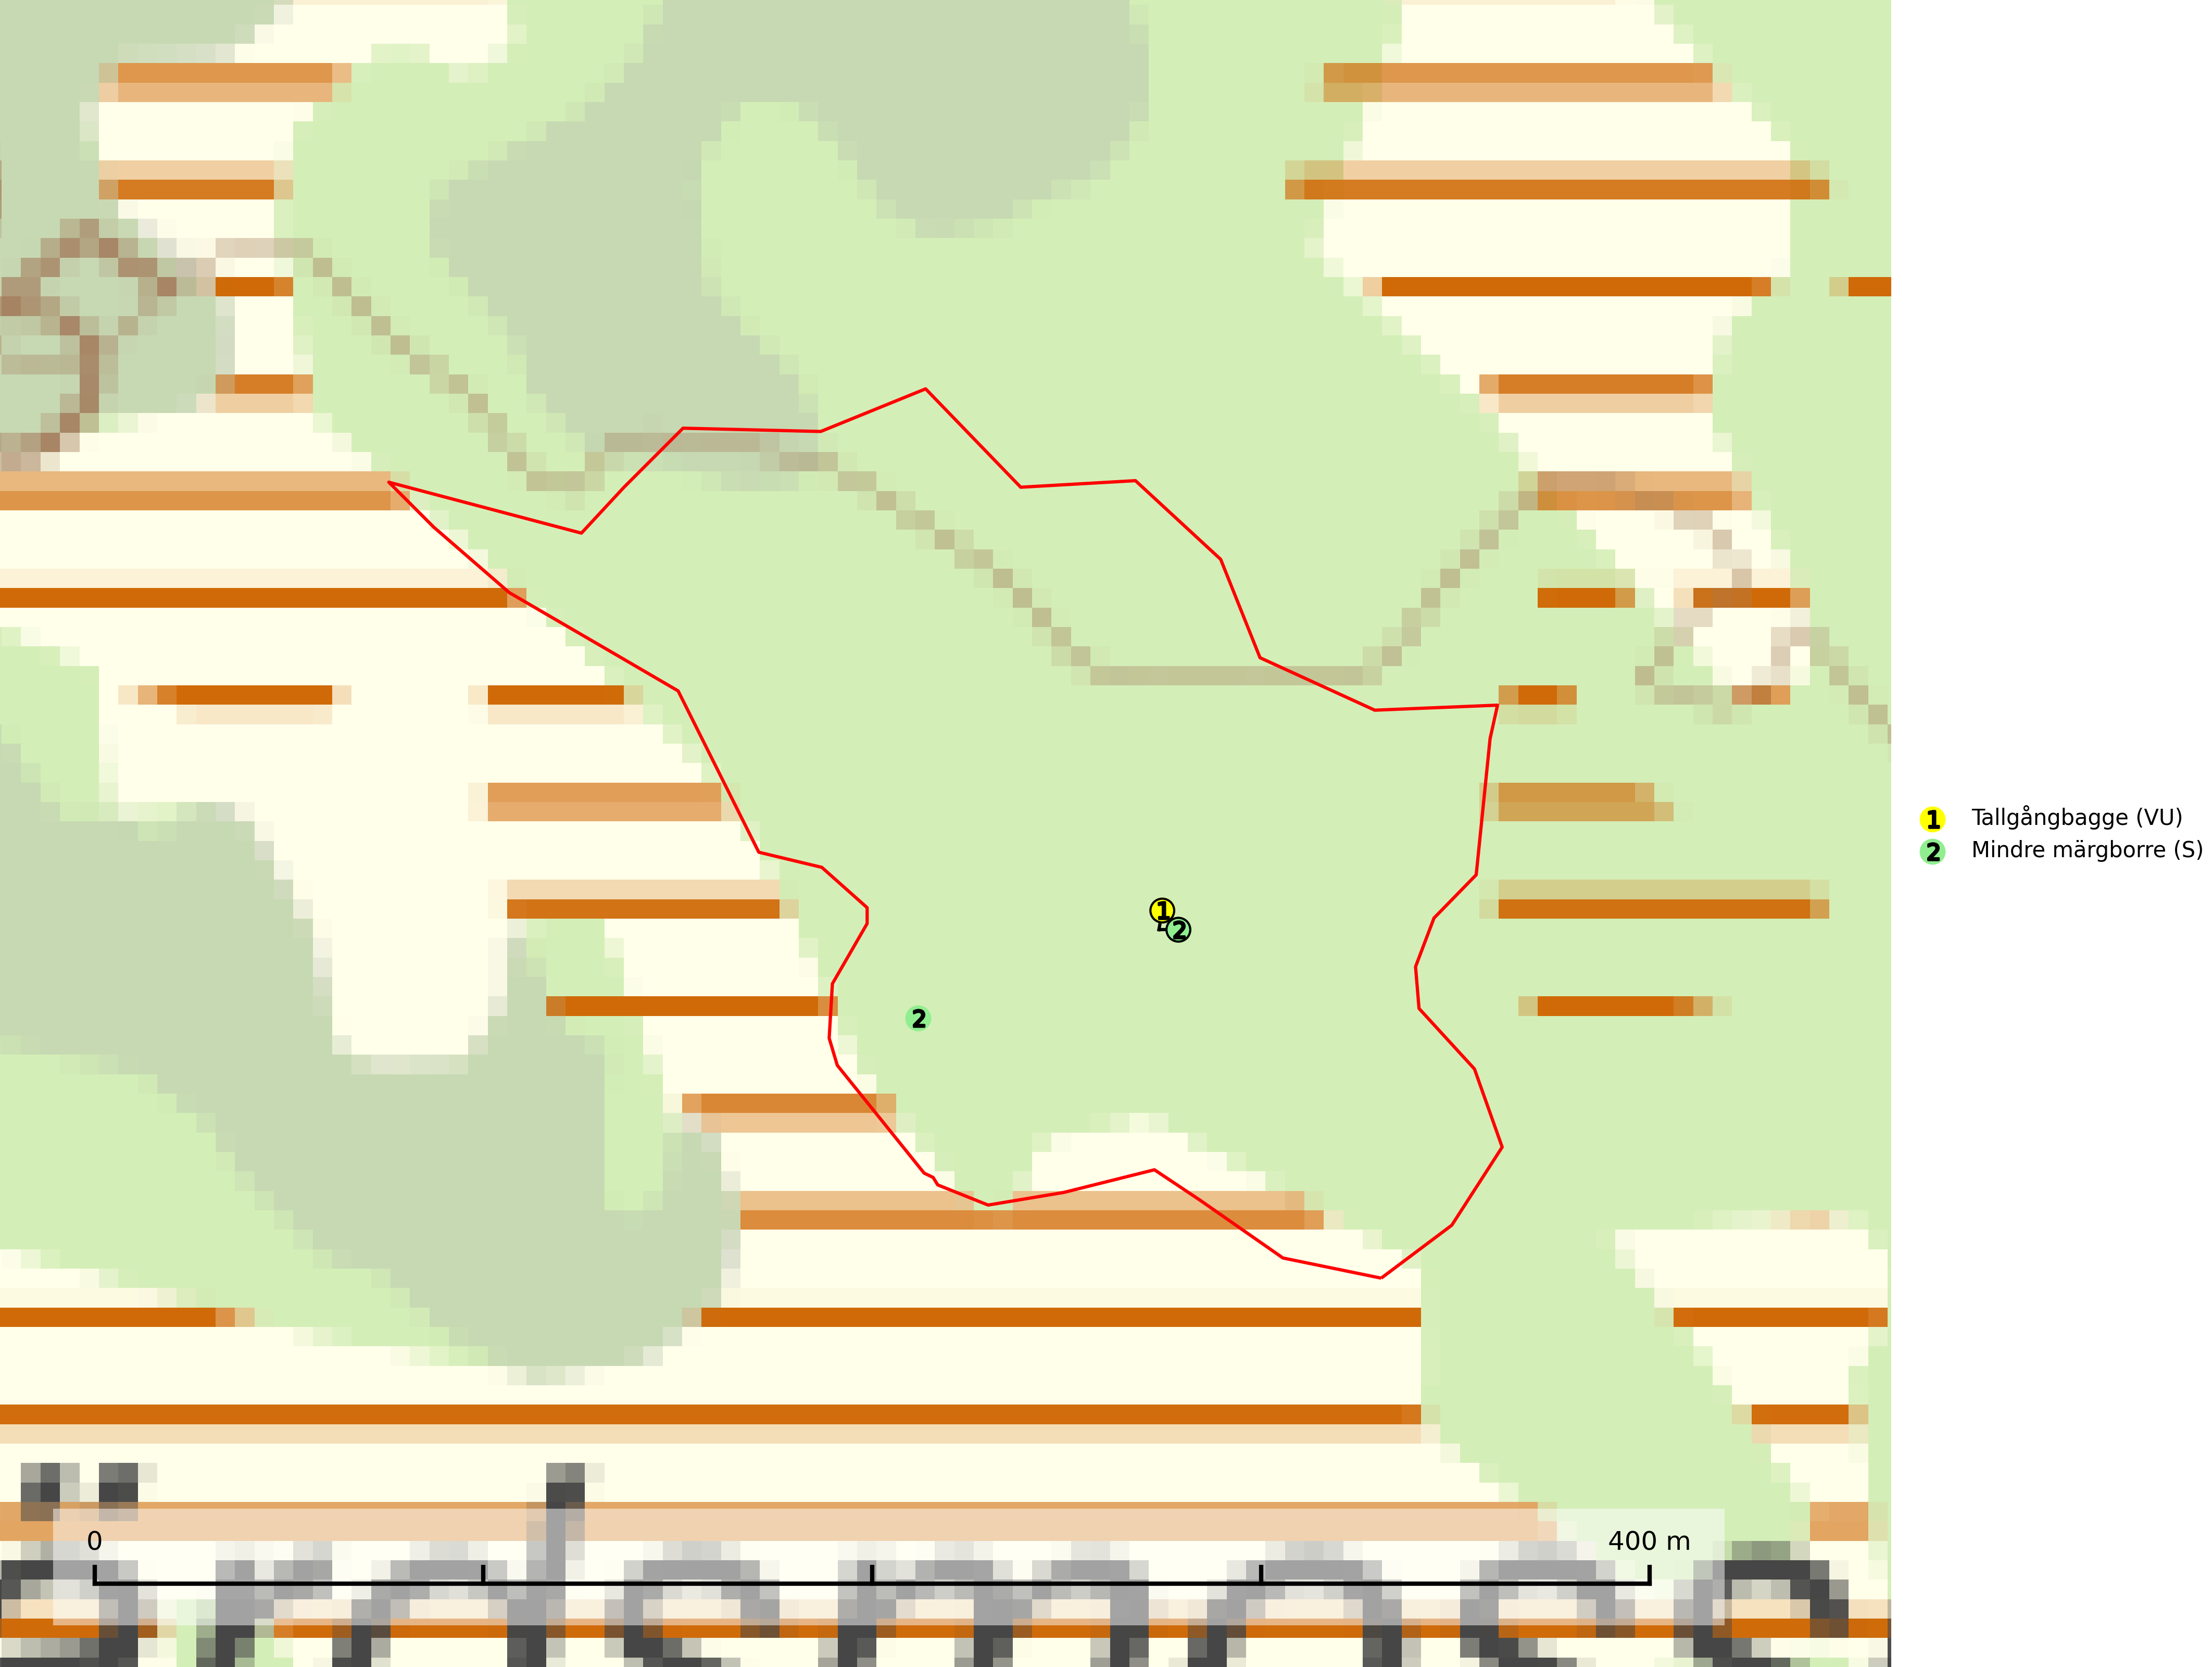 1 Tallgångbagge (VU)
2 Mindre märgborre (S)
1
2
2
0 400 m